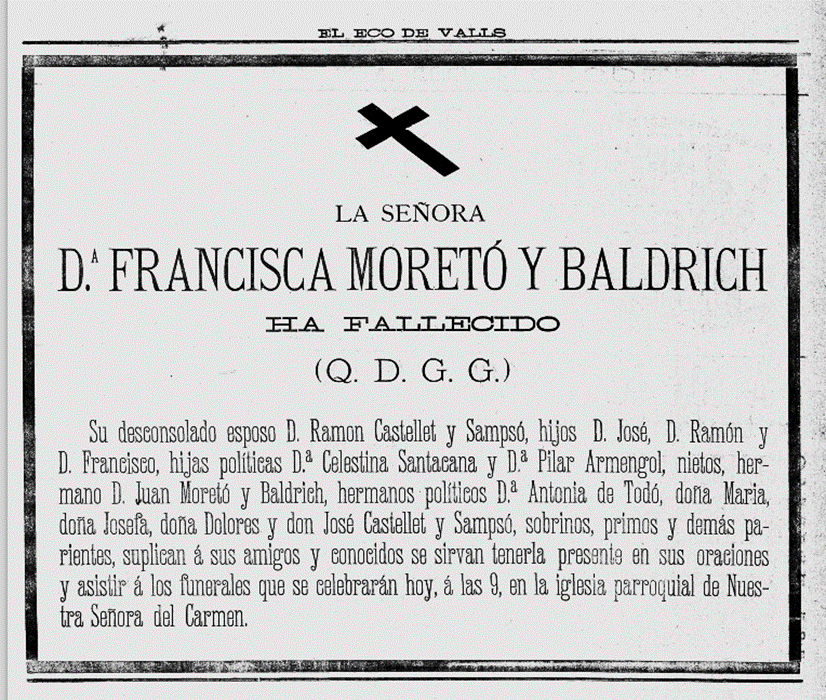 EL ECO DE VALLS
LA SEÑORA
D.ᴬ FRANCISCA MORETÓ Y BALDRICH
HA FALLECIDO
(Q. D. G. G.)
Su desconsolado esposo D. Ramon Castellet y Sampsó, hijos D. José, D. Ramón y
D. Francisco, hijas políticas D.ª Celestina Santacana y D.ª Pilar Armengol, nietos, her-
mano D. Juan Moretó y Baldrich, hermanos políticos D.ª Antonia de Todó, doña Maria,
doña Josefa, doña Dolores y don José Castellet y Sampsó, sobrinos, primos y demás pa-
rientes, suplican á sus amigos y conocidos se sirvan tenerla presente en sus oraciones
y asistir á los funerales que se celebrarán hoy, á las 9, en la iglesia parroquial de Nues-
tra Señora del Carmen.